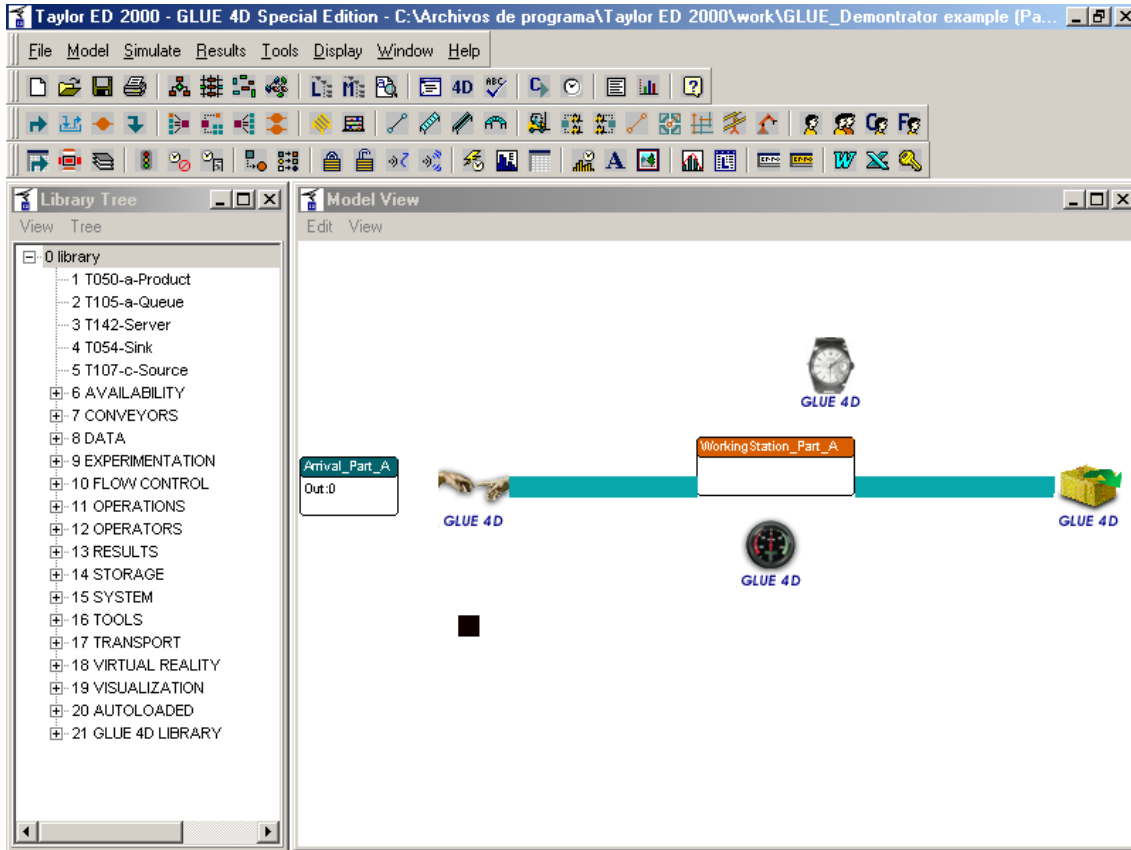 Taylor ED 2000 - GLUE 4D Special Edition - C:\Archivos de programa\Taylor ED 2000\work\GLUE_Demontrator example (Pa...
File Model Simulate Results Tools Display Window Help
4D ABC
Library Tree
View Tree
0 library
1 T050-a-Product
2 T105-a-Queue
3 T142-Server
4 T054-Sink
5 T107-c-Source
6 AVAILABILITY
7 CONVEYORS
8 DATA
9 EXPERIMENTATION
10 FLOW CONTROL
11 OPERATIONS
12 OPERATORS
13 RESULTS
14 STORAGE
15 SYSTEM
16 TOOLS
17 TRANSPORT
18 VIRTUAL REALITY
19 VISUALIZATION
20 AUTOLOADED
21 GLUE 4D LIBRARY
Model View
Edit View
GLUE 4D
WorkingStation_Part_A
Arrival_Part_A
Out:0
GLUE 4D
GLUE 4D
GLUE 4D